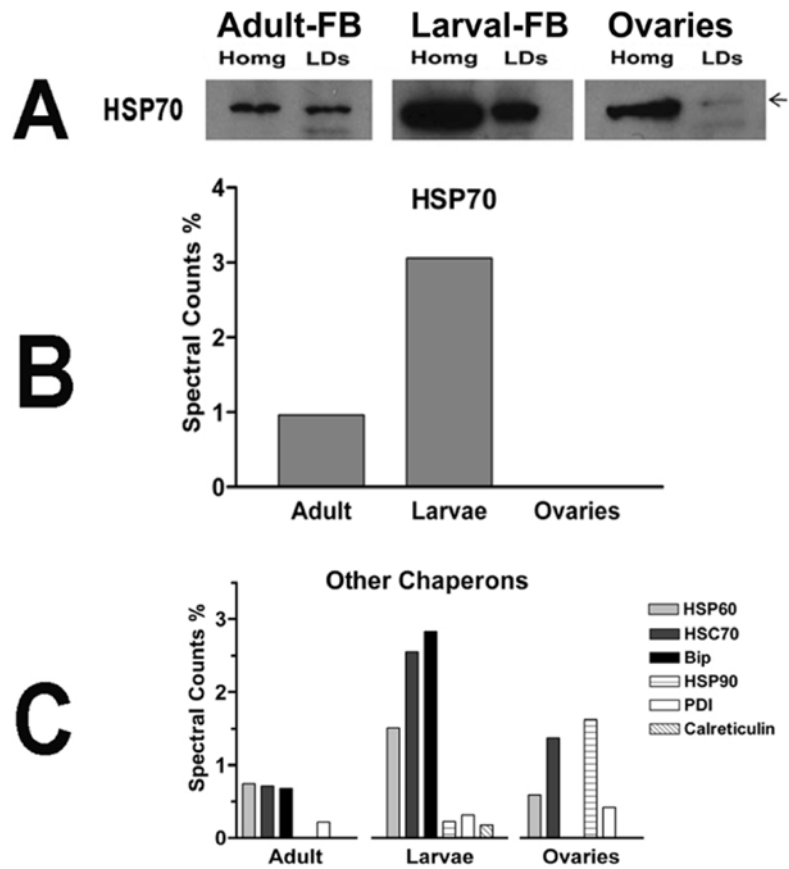 Adult-FB Larval-FB Ovaries
Homg LDs Homg LDs Homg LDs
A HSP70
B
HSP70
Spectral Counts %
4
3
2
1
0
Adult Larvae Ovaries
C
Other Chaperons
Spectral Counts %
3
2
1
0
Adult Larvae Ovaries
HSP60
HSC70
Bip
HSP90
PDI
Calreticulin